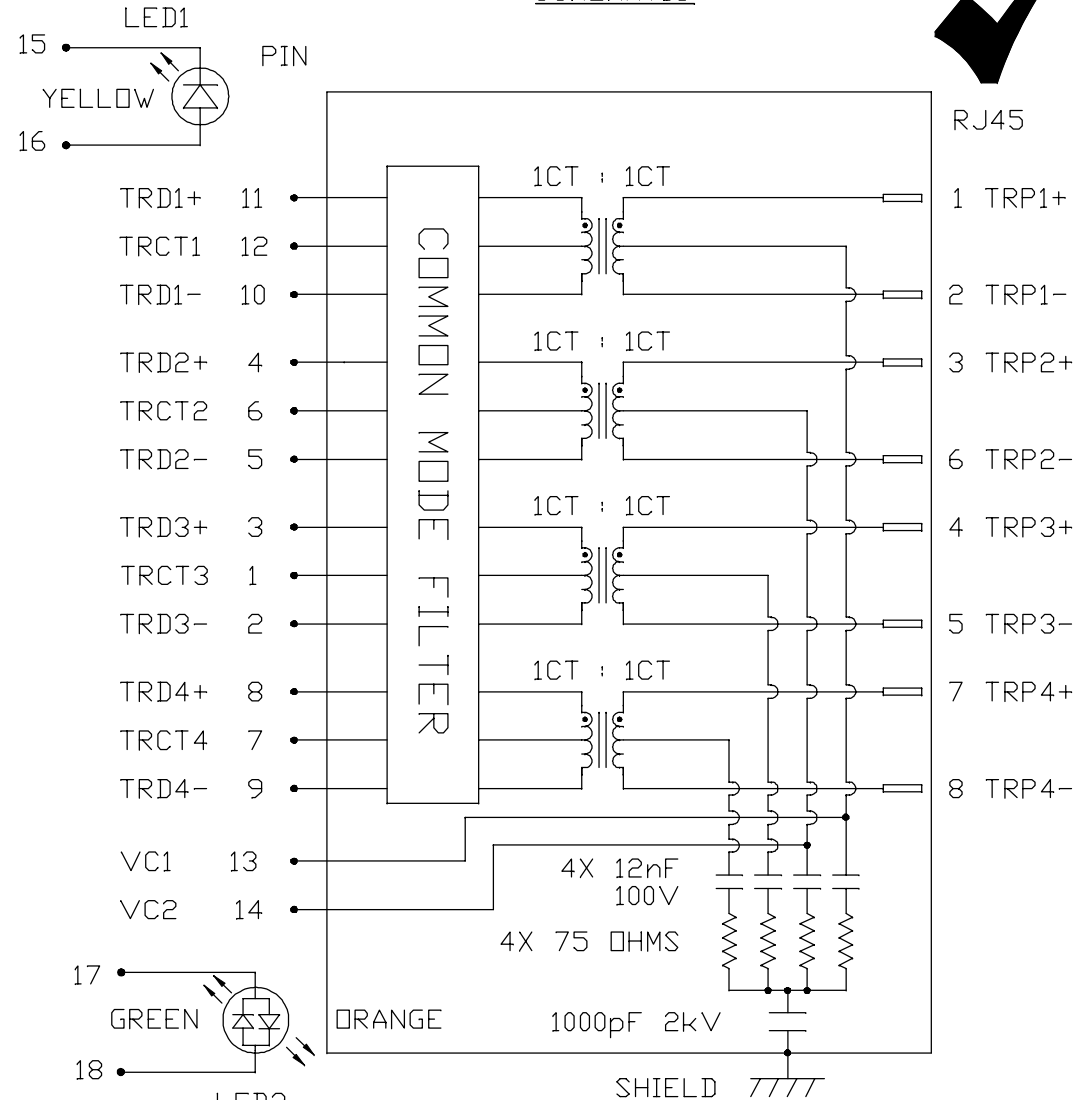 LED1
15
PIN
YELLOW
16
RJ45
1CT : 1CT
TRD1+ 11
1 TRP1+
TRCT1 12
TRD1- 10
2 TRP1-
1CT : 1CT
TRD2+ 4
3 TRP2+
TRCT2 6
TRD2- 5
6 TRP2-
1CT : 1CT
TRD3+ 3
4 TRP3+
TRCT3 1
TRD3- 2
5 TRP3-
1CT : 1CT
TRD4+ 8
7 TRP4+
TRCT4 7
TRD4- 9
8 TRP4-
COMMON MODE FILTER
VC1 13
4X 12nF
100V
VC2 14
4X 75 OHMS
17
GREEN
ORANGE
1000pF 2kV
18
SHIELD